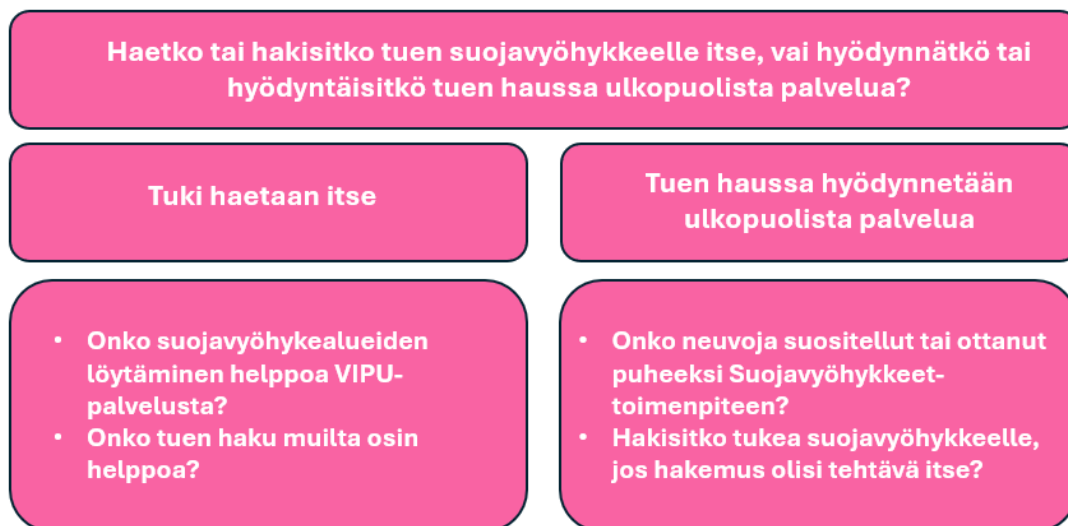 Haetko tai hakisitko tuen suojavyöhykkeelle itse, vai hyödynnätkö tai
hyödyntäisitkö tuen haussa ulkopuolista palvelua?
Tuki haetaan itse
Tuen haussa hyödynnetään
ulkopuolista palvelua
• Onko suojavyöhykealueiden
löytäminen helppoa VIPU-
palvelusta?
• Onko tuen haku muilta osin
helppoa?
• Onko neuvoja suositellut tai ottanut
puheeksi Suojavyöhykkeet-
toimenpiteen?
• Hakisitko tukea suojavyöhykkeelle,
jos hakemus olisi tehtävä itse?